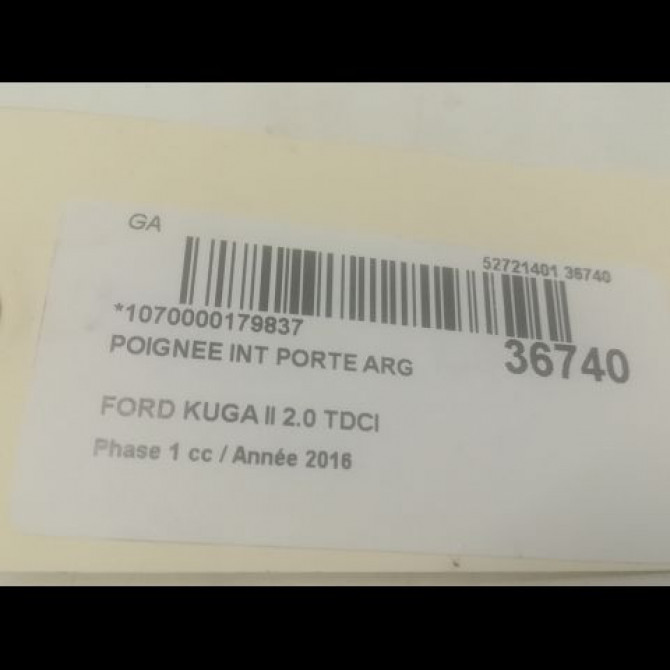 GA
52721401 36740
*1070000179837
36740
POIGNEE INT PORTE ARG
FORD KUGA II 2.0 TDCI
Phase 1 cc / Année 2016